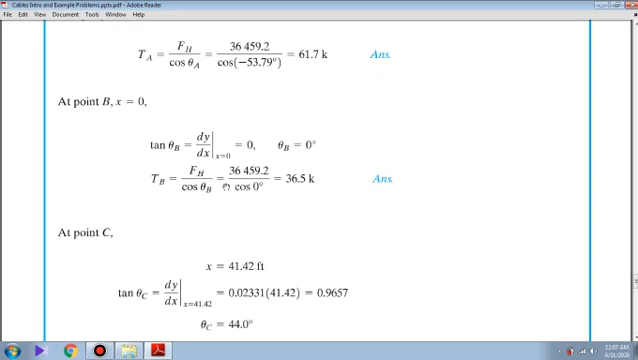 Cables Intro and Example Problems.pptx.pdf - Adobe Reader
File Edit View Document Tools Window Help
T_A = F_H / cos θ_A = 36 459.2 / cos(−53.79°) = 61.7 k Ans.
At point B, x = 0,
tan θ_B = dy/dx |_{x=0} = 0, θ_B = 0°
T_B = F_H / cos θ_B = 36 459.2 / cos 0° = 36.5 k Ans.
At point C,
x = 41.42 ft
tan θ_C = dy/dx |_{x=41.42} = 0.02331(41.42) = 0.9657
θ_C = 44.0°
12:07 AM
6/21/2020